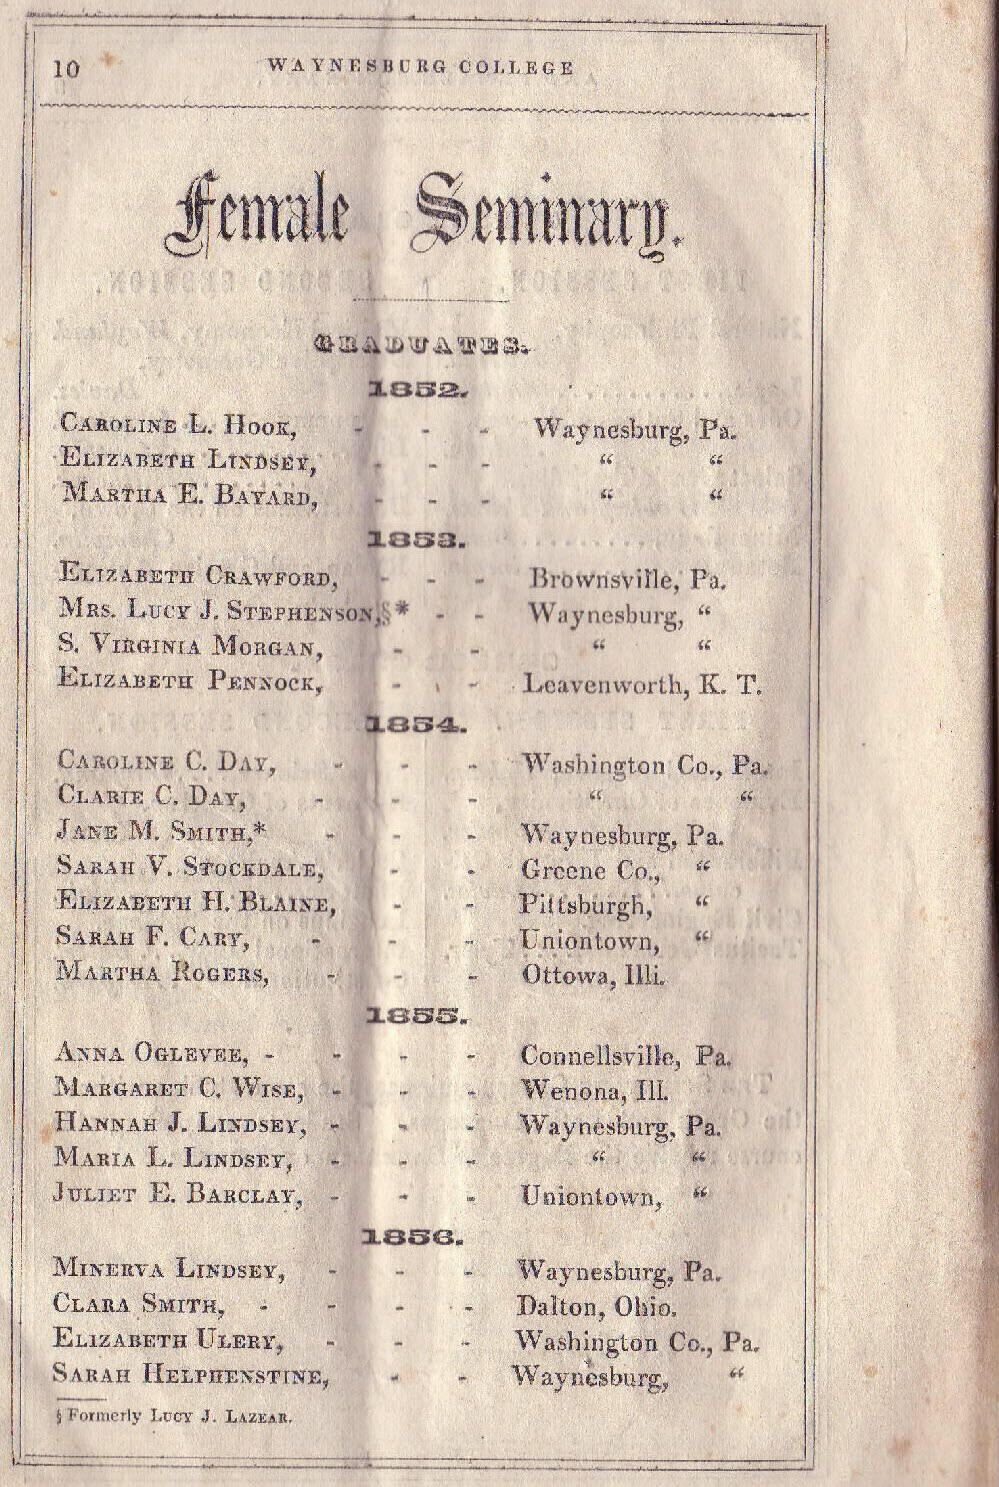 10 WAYNESBURG COLLEGE
Female Seminary.
GRADUATES.
1852.
CAROLINE L. HOOK, - - - Waynesburg, Pa.
ELIZABETH LINDSEY, - - - “ “
MARTHA E. BAYARD, - - - “ “
1853.
ELIZABETH CRAWFORD, - - - Brownsville, Pa.
MRS. LUCY J. STEPHENSON,§* - - Waynesburg, “
S. VIRGINIA MORGAN, - - “ “
ELIZABETH PENNOCK, - - Leavenworth, K. T.
1854.
CAROLINE C. DAY, - - - Washington Co., Pa.
CLARIE C. DAY, - - - “ “
JANE M. SMITH,* - - - Waynesburg, Pa.
SARAH V. STOCKDALE, - - Greene Co., “
ELIZABETH H. BLAINE, - - Pittsburgh, “
SARAH F. CARY, - - - Uniontown, “
MARTHA ROGERS, - - - Ottowa, Illi.
1855.
ANNA OGLEVEE, - - - - Connellsville, Pa.
MARGARET C. WISE, - - - Wenona, Ill.
HANNAH J. LINDSEY, - - - Waynesburg, Pa.
MARIA L. LINDSEY, - - - “ “
JULIET E. BARCLAY, - - - Uniontown, “
1856.
MINERVA LINDSEY, - - - Waynesburg, Pa.
CLARA SMITH, - - - - Dalton, Ohio.
ELIZABETH ULERY, - - - Washington Co., Pa.
SARAH HELPHENSTINE, - - Waynesburg, “
§ Formerly LUCY J. LAZEAR.